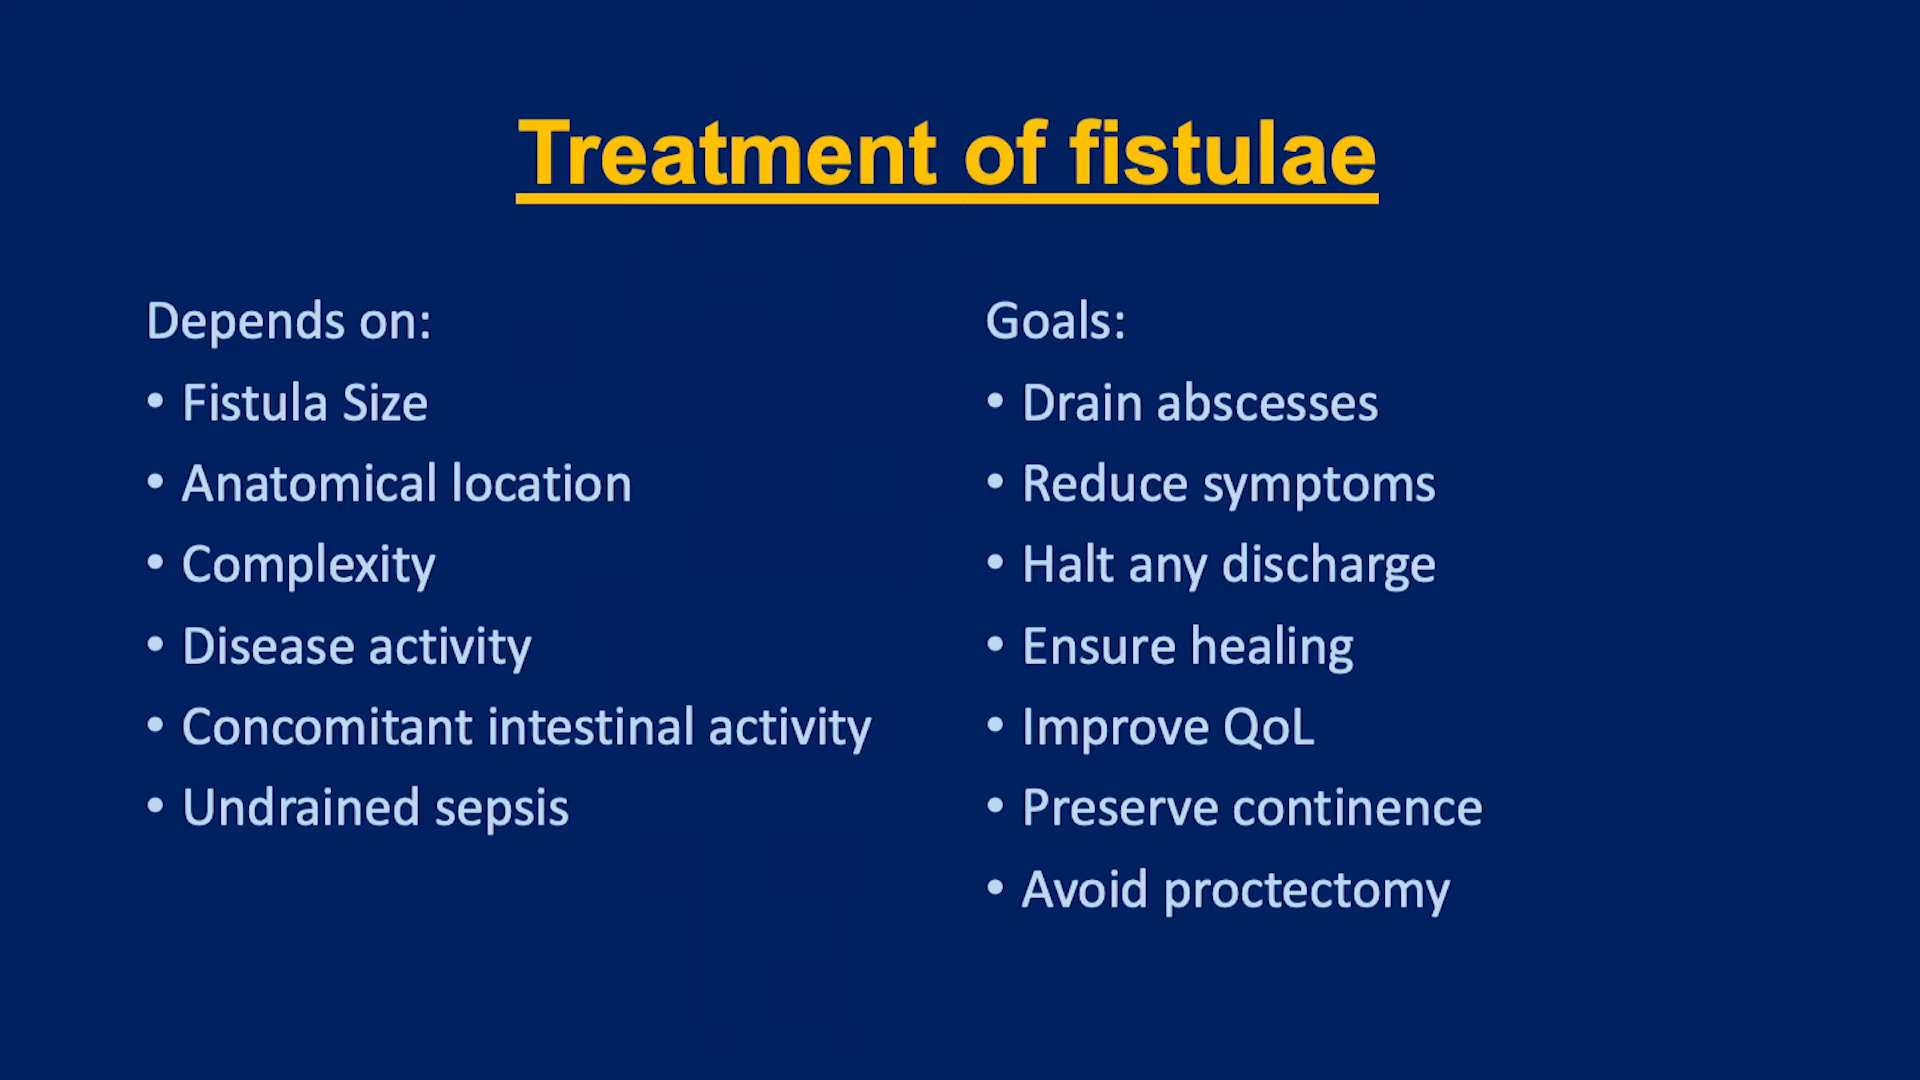 Treatment of fistulae
Depends on:
• Fistula Size
• Anatomical location
• Complexity
• Disease activity
• Concomitant intestinal activity
• Undrained sepsis
Goals:
• Drain abscesses
• Reduce symptoms
• Halt any discharge
• Ensure healing
• Improve QoL
• Preserve continence
• Avoid proctectomy